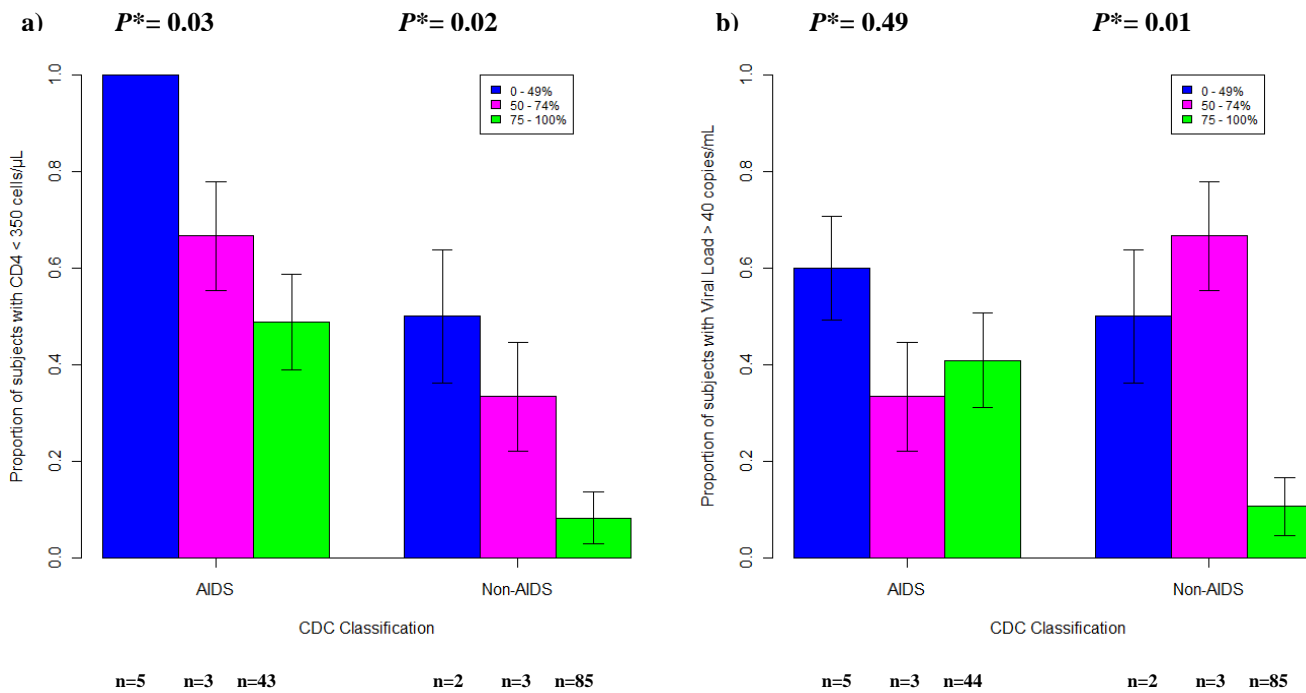 a) P*= 0.03 P*= 0.02
Proportion of subjects with CD4 < 350 cells/µL
1.0
0.8
0.6
0.4
0.2
0.0
0 - 49%
50 - 74%
75 - 100%
AIDS Non-AIDS
CDC Classification
n=5 n=3 n=43 n=2 n=3 n=85
b) P*= 0.49 P*= 0.01
Proportion of subjects with Viral Load > 40 copies/mL
1.0
0.8
0.6
0.4
0.2
0.0
0 - 49%
50 - 74%
75 - 100%
AIDS Non-AIDS
CDC Classification
n=5 n=3 n=44 n=2 n=3 n=85